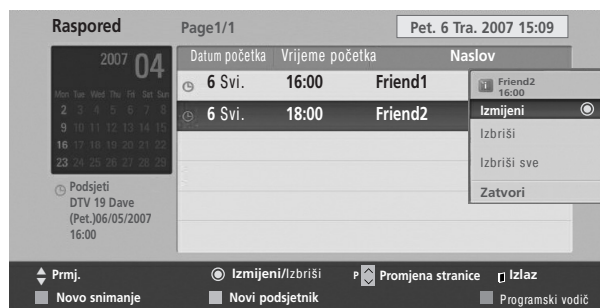 Raspored
Page1/1
Pet. 6 Tra. 2007 15:09
2007 04
Mon Tue Wed Thu Fri Sat Sun
2 3 4 5 6 7 8
9 10 11 12 13 14 15
16 17 18 19 20 21 22
23 24 25 26 27 28 29
Podsjeti
DTV 19 Dave
(Pet.)06/05/2007
16:00
Datum početka Vrijeme početka Naslov
6 Svi. 16:00 Friend1
6 Svi. 18:00 Friend2
Friend2
16:00
Izmijeni
Izbriši
Izbriši sve
Zatvori
Prmj. Izmijeni/Izbriši P Promjena stranice Izlaz
Novo snimanje Novi podsjetnik Programski vodič